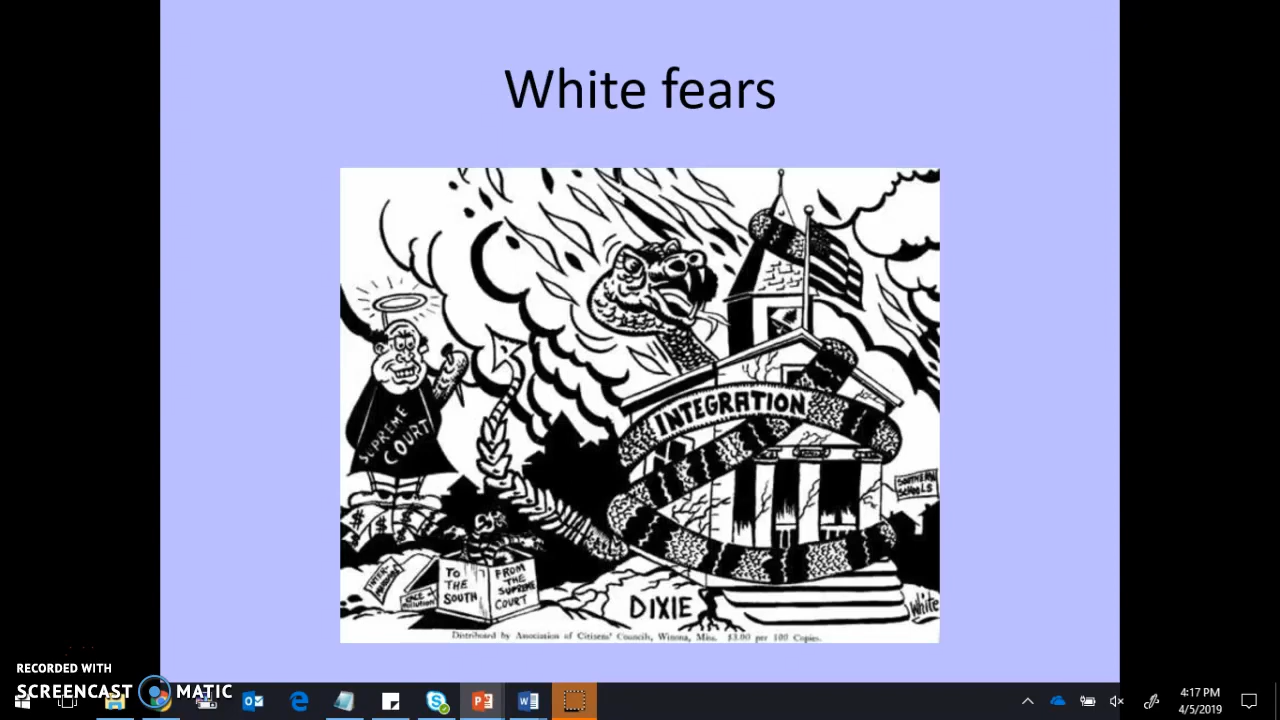 White fears
SUPREME
COURT
INTEGRATION
SOUTHERN
SCHOOLS
INTER-
TO
THE
SOUTH
FROM
THE
SUPREME
COURT
DIXIE
White
Distributed by Association of Citizens' Councils, Winona, Miss. $3.00 per 100 Copies.
RECORDED WITH
SCREENCAST MATIC
4:17 PM
4/5/2019